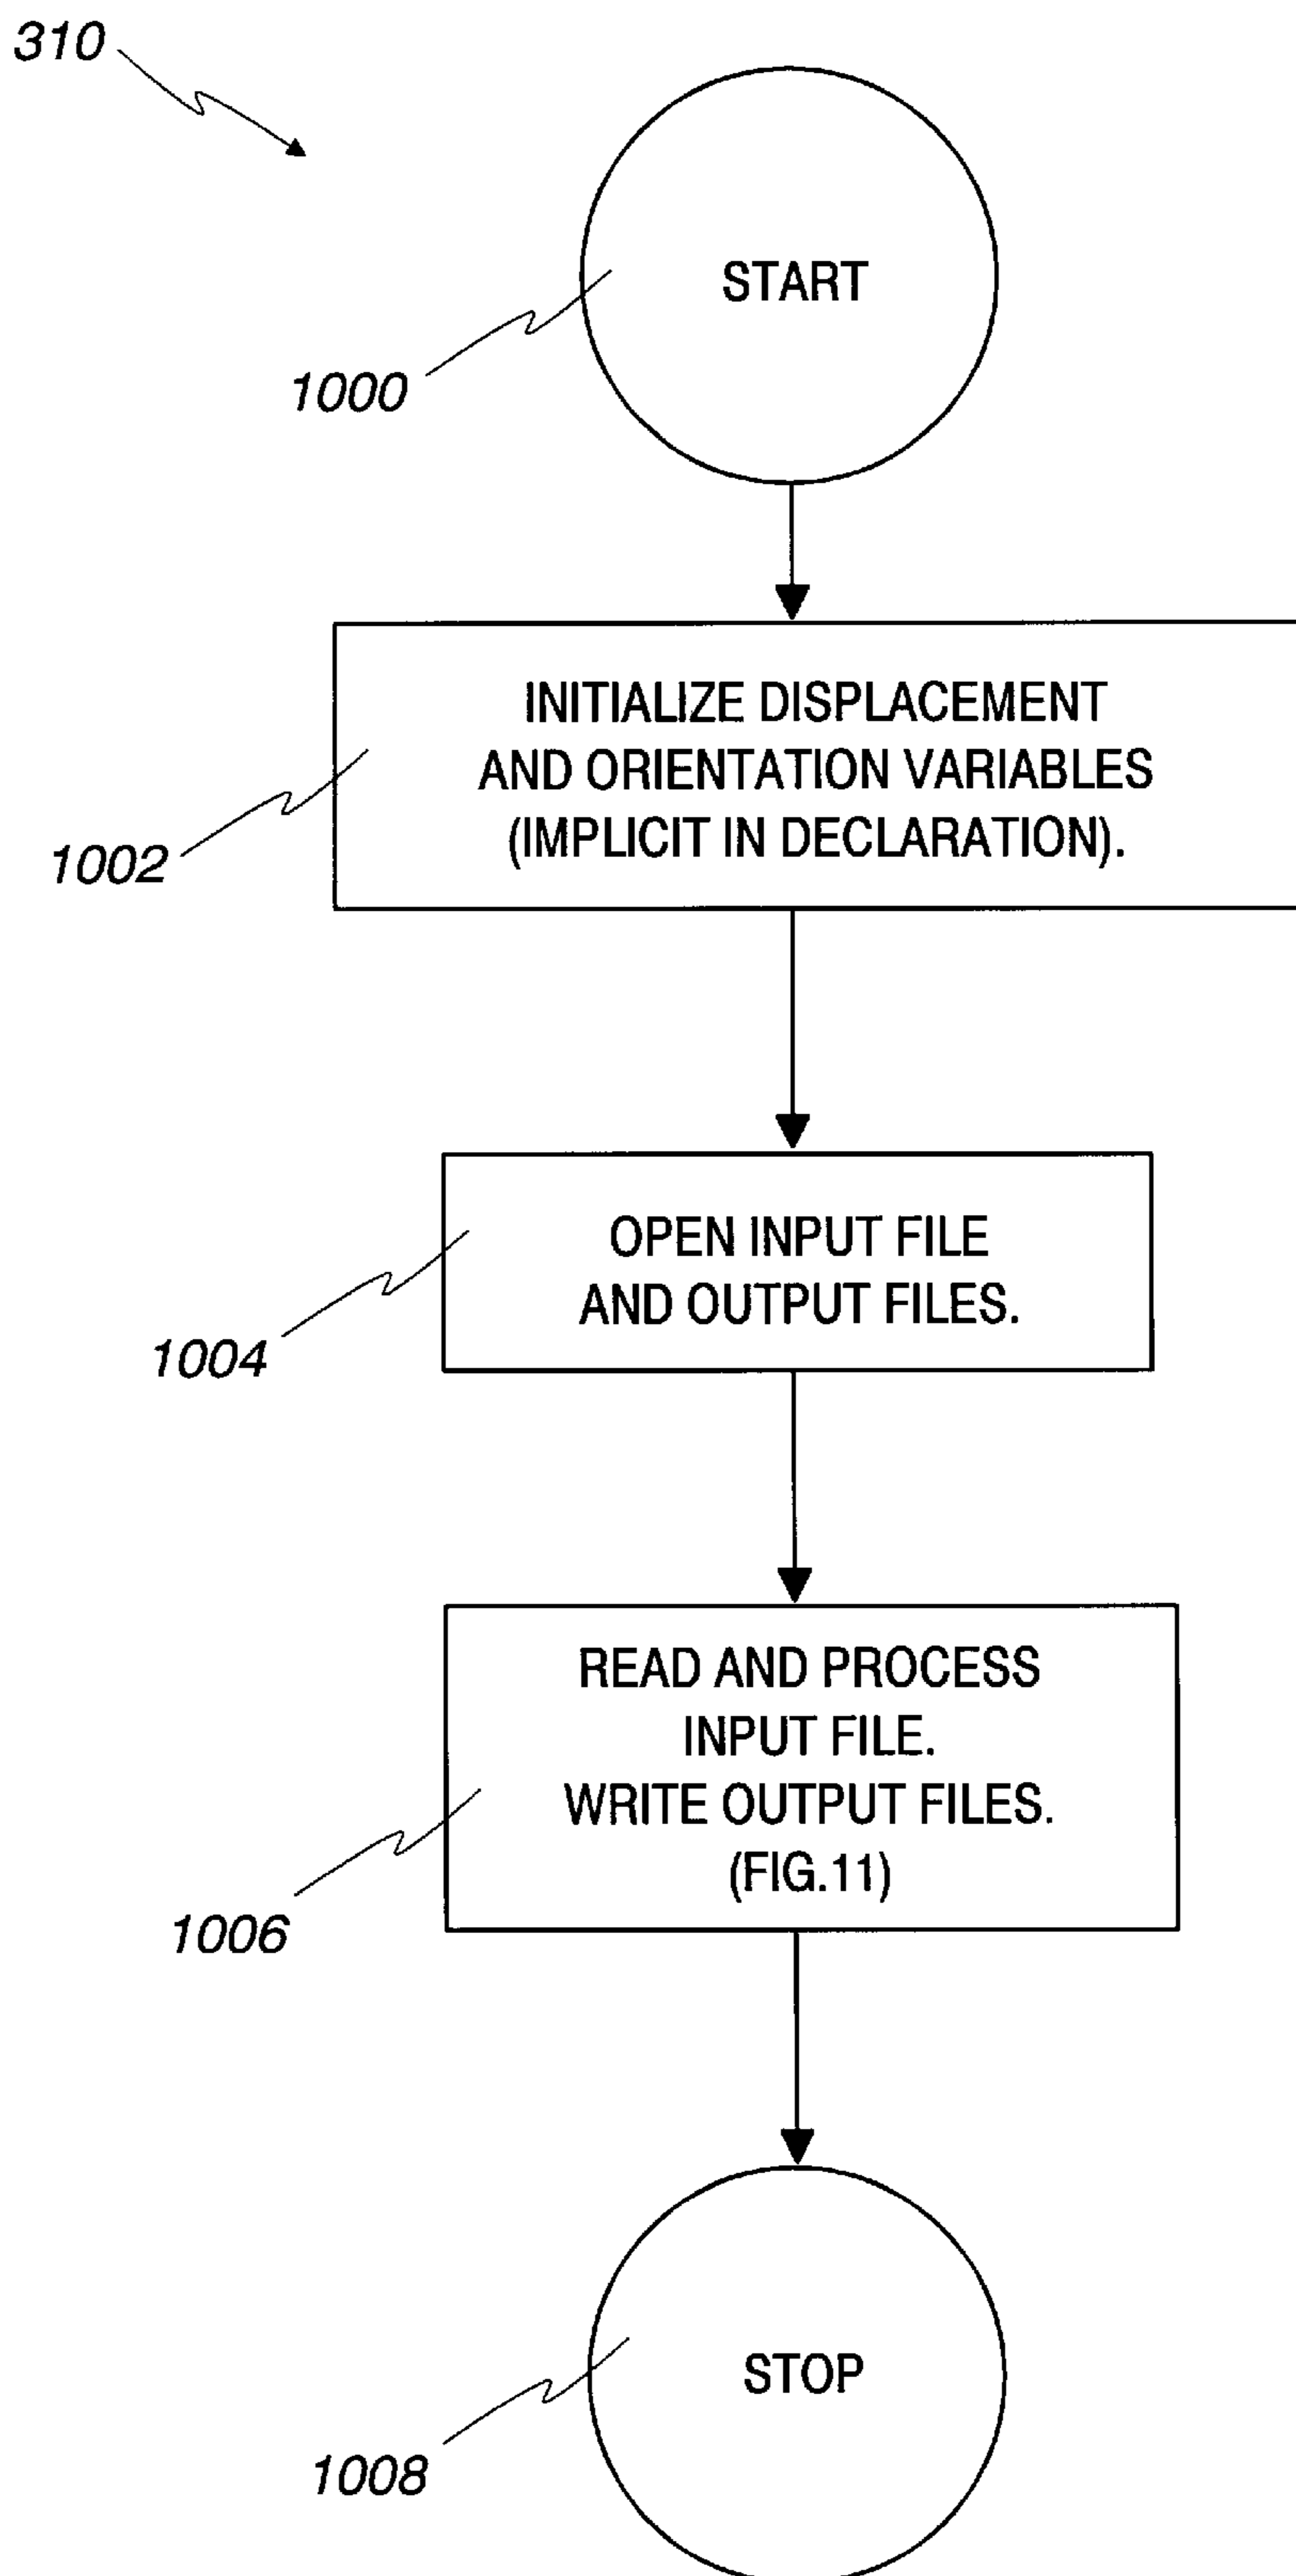 310
START
1000
INITIALIZE DISPLACEMENT
AND ORIENTATION VARIABLES
(IMPLICIT IN DECLARATION).
1002
OPEN INPUT FILE
AND OUTPUT FILES.
1004
READ AND PROCESS
INPUT FILE.
WRITE OUTPUT FILES.
(FIG.11)
1006
STOP
1008